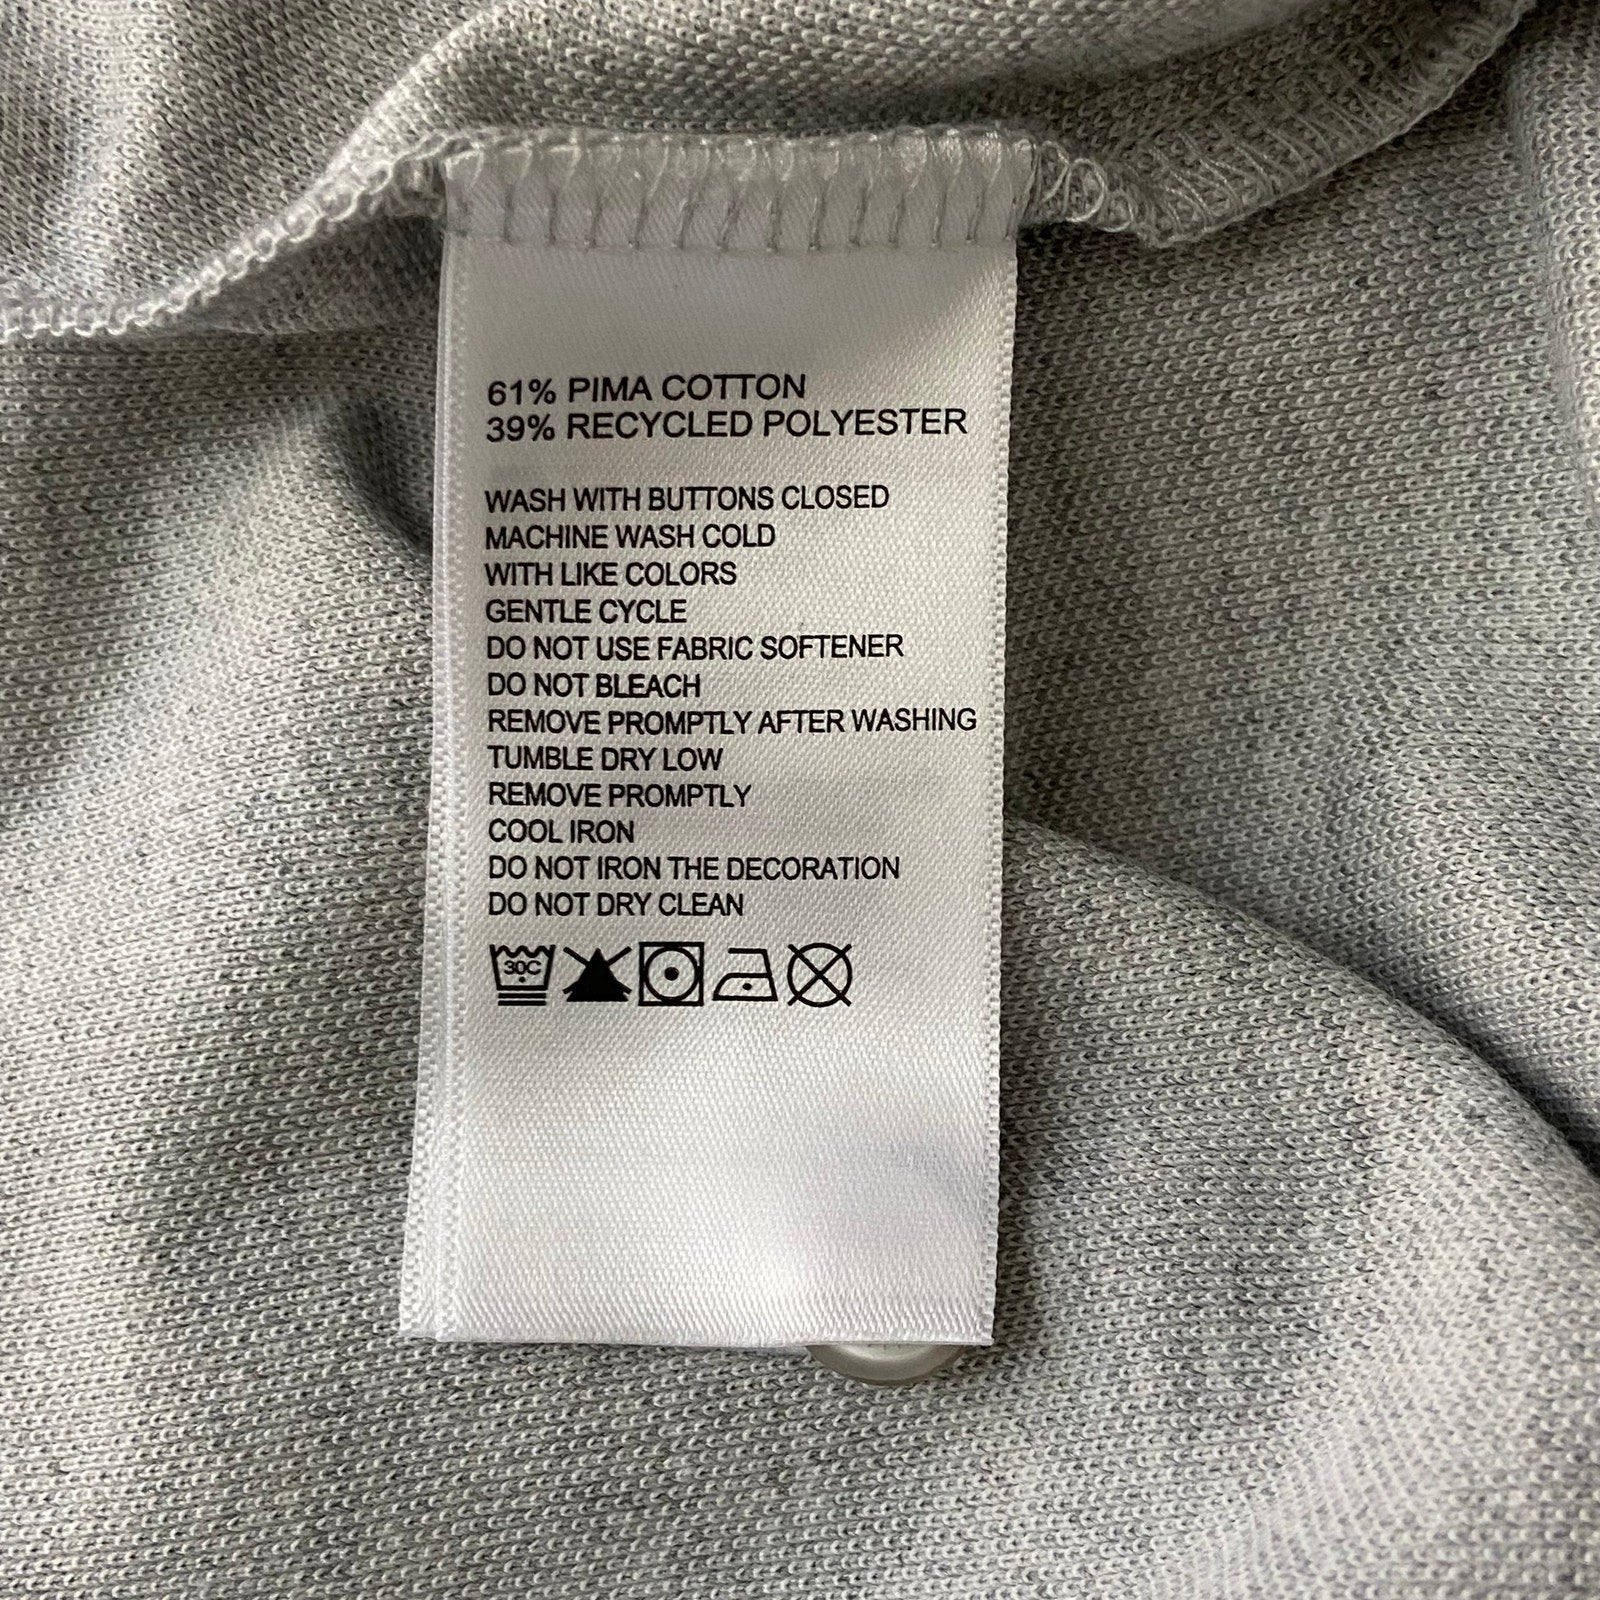 61% PIMA COTTON
39% RECYCLED POLYESTER
WASH WITH BUTTONS CLOSED
MACHINE WASH COLD
WITH LIKE COLORS
GENTLE CYCLE
DO NOT USE FABRIC SOFTENER
DO NOT BLEACH
REMOVE PROMPTLY AFTER WASHING
TUMBLE DRY LOW
REMOVE PROMPTLY
COOL IRON
DO NOT IRON THE DECORATION
DO NOT DRY CLEAN
30C